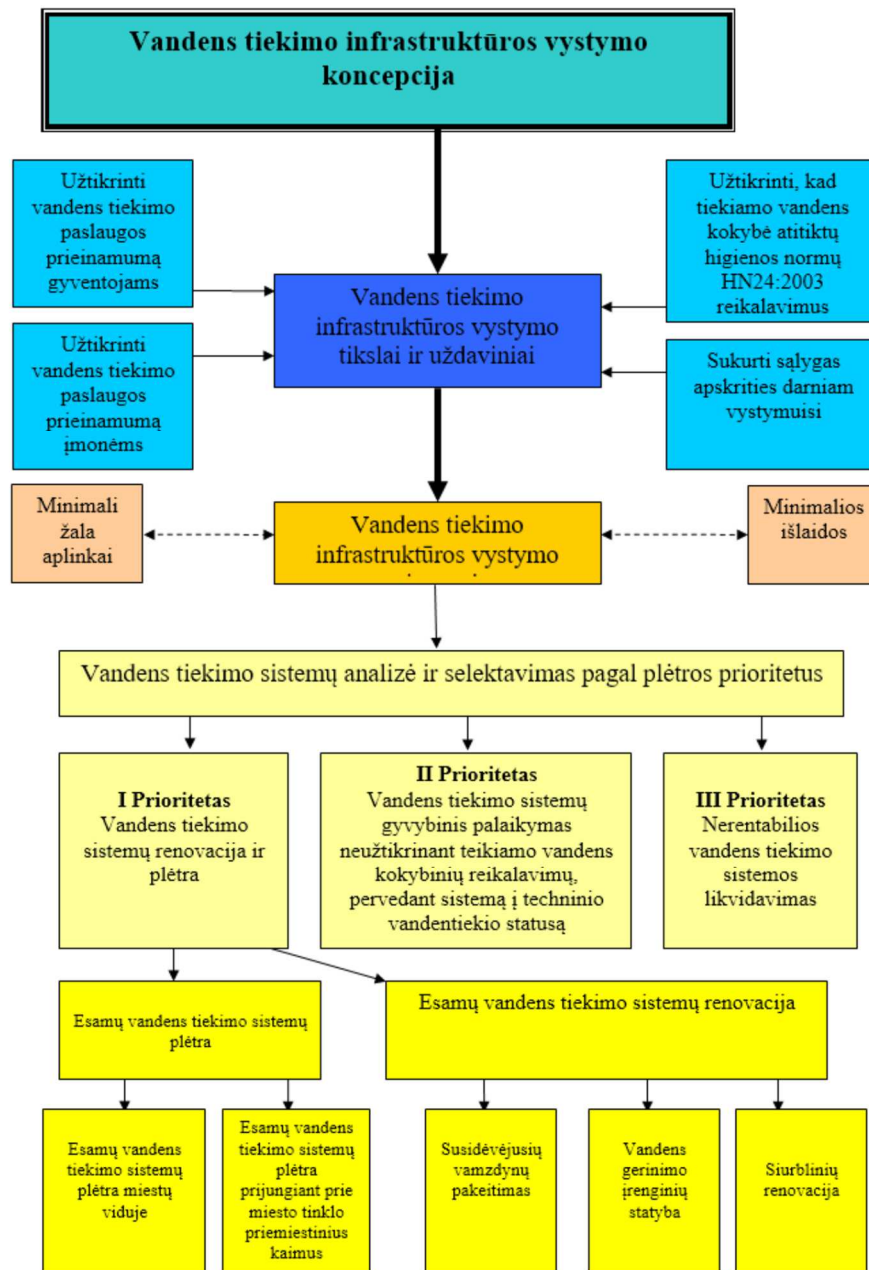 Vandens tiekimo infrastruktūros vystymo
koncepcija
Užtikrinti
vandens tiekimo
paslaugos
prieinamumą
gyventojams
Užtikrinti, kad
tiekiamo vandens
kokybė atitiktų
higienos normų
HN24:2003
reikalavimus
Vandens tiekimo
infrastruktūros vystymo
tikslai ir uždaviniai
Užtikrinti
vandens tiekimo
paslaugos
prieinamumą
įmonėms
Sukurti sąlygas
apskrities darniam
vystymuisi
Minimali
žala
aplinkai
Vandens tiekimo
infrastruktūros vystymo
Minimalios
išlaidos
Vandens tiekimo sistemų analizė ir selektavimas pagal plėtros prioritetus
I Prioritetas
Vandens tiekimo
sistemų renovacija ir
plėtra
II Prioritetas
Vandens tiekimo sistemų
gyvybinis palaikymas
neužtikrinant teikiamo vandens
kokybinių reikalavimų,
pervedant sistemą į techninio
vandentiekio statusą
III Prioritetas
Nerentabilios
vandens tiekimo
sistemos
likvidavimas
Esamų vandens tiekimo sistemų
plėtra
Esamų vandens tiekimo sistemų renovacija
Esamų vandens
tiekimo sistemų
plėtra miestų
viduje
Esamų vandens
tiekimo sistemų
plėtra
prijungiant prie
miesto tinklo
priemiestinius
kaimus
Susidėvėjusių
vamzdynų
pakeitimas
Vandens
gerinimo
įrenginių
statyba
Siurblinių
renovacija